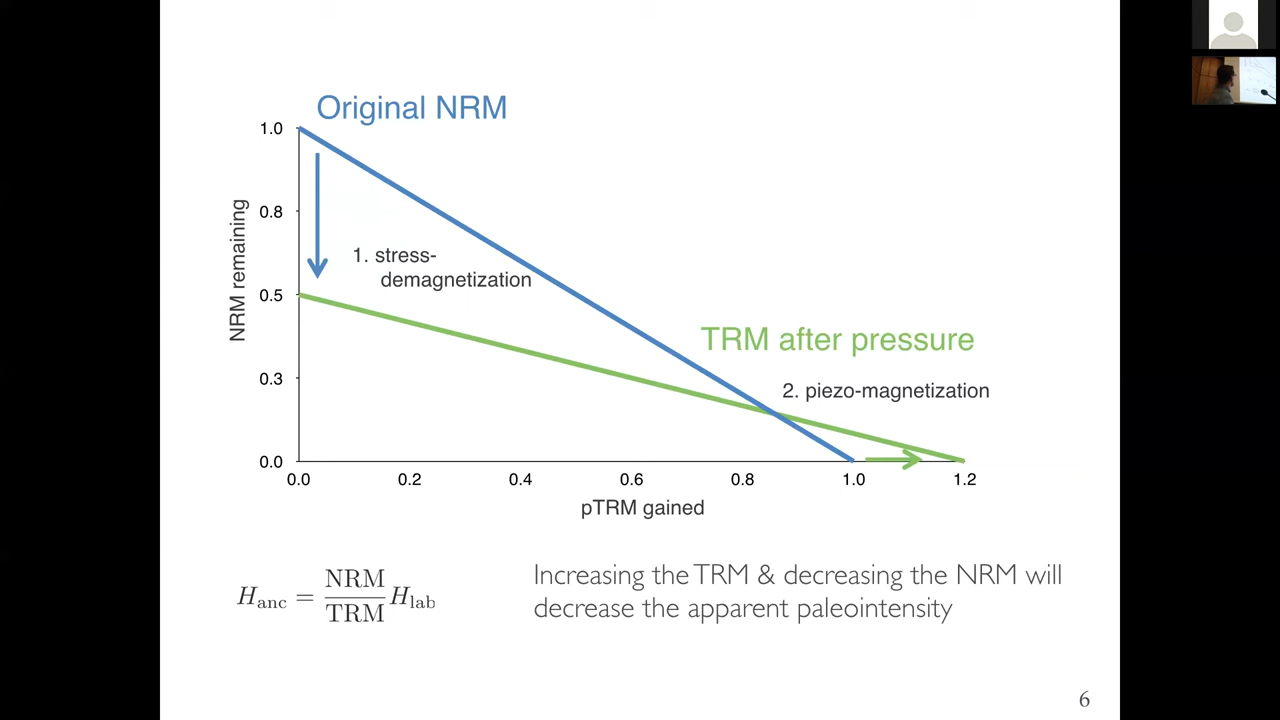 Original NRM
1.0
0.8
0.5
0.3
0.0
NRM remaining
1. stress-
demagnetization
TRM after pressure
2. piezo-magnetization
0.0 0.2 0.4 0.6 0.8 1.0 1.2
pTRM gained
H_anc = NRM/TRM H_lab
Increasing the TRM & decreasing the NRM will
decrease the apparent paleointensity
6